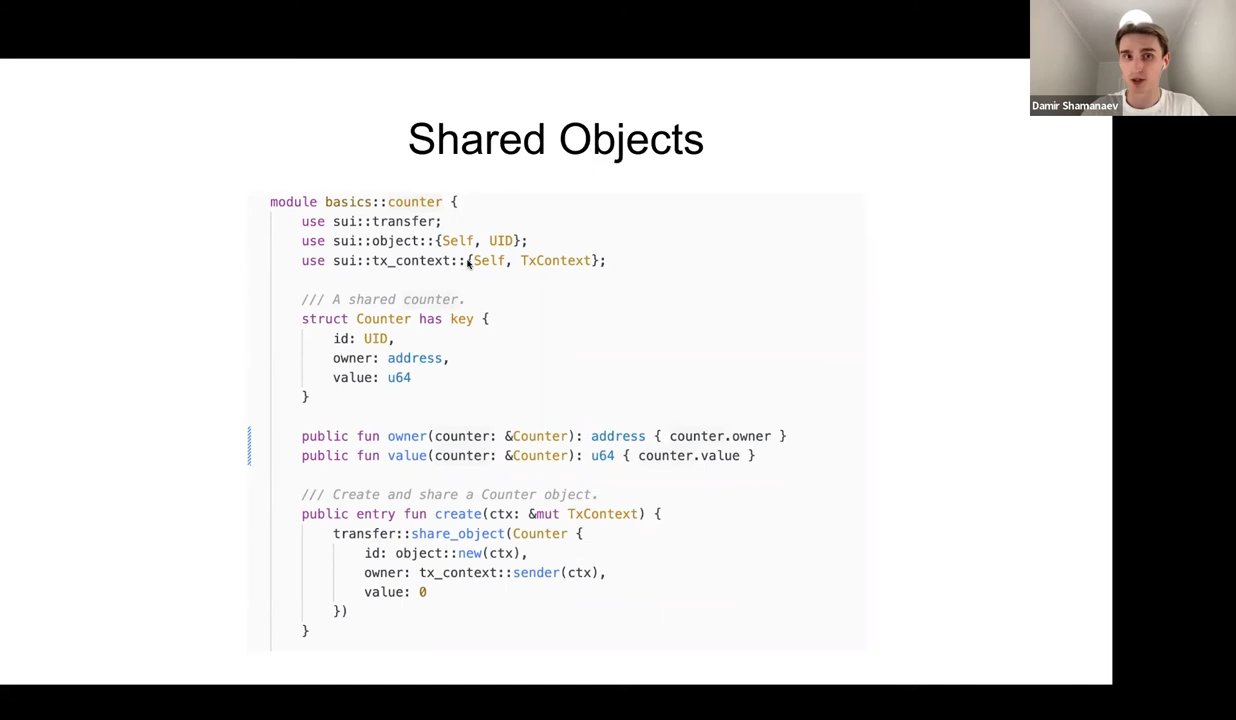 Damir Shamanaev
Shared Objects
module basics::counter {
use sui::transfer;
use sui::object::{Self, UID};
use sui::tx_context::{Self, TxContext};
/// A shared counter.
struct Counter has key {
id: UID,
owner: address,
value: u64
}
public fun owner(counter: &Counter): address { counter.owner }
public fun value(counter: &Counter): u64 { counter.value }
/// Create and share a Counter object.
public entry fun create(ctx: &mut TxContext) {
transfer::share_object(Counter {
id: object::new(ctx),
owner: tx_context::sender(ctx),
value: 0
})
}